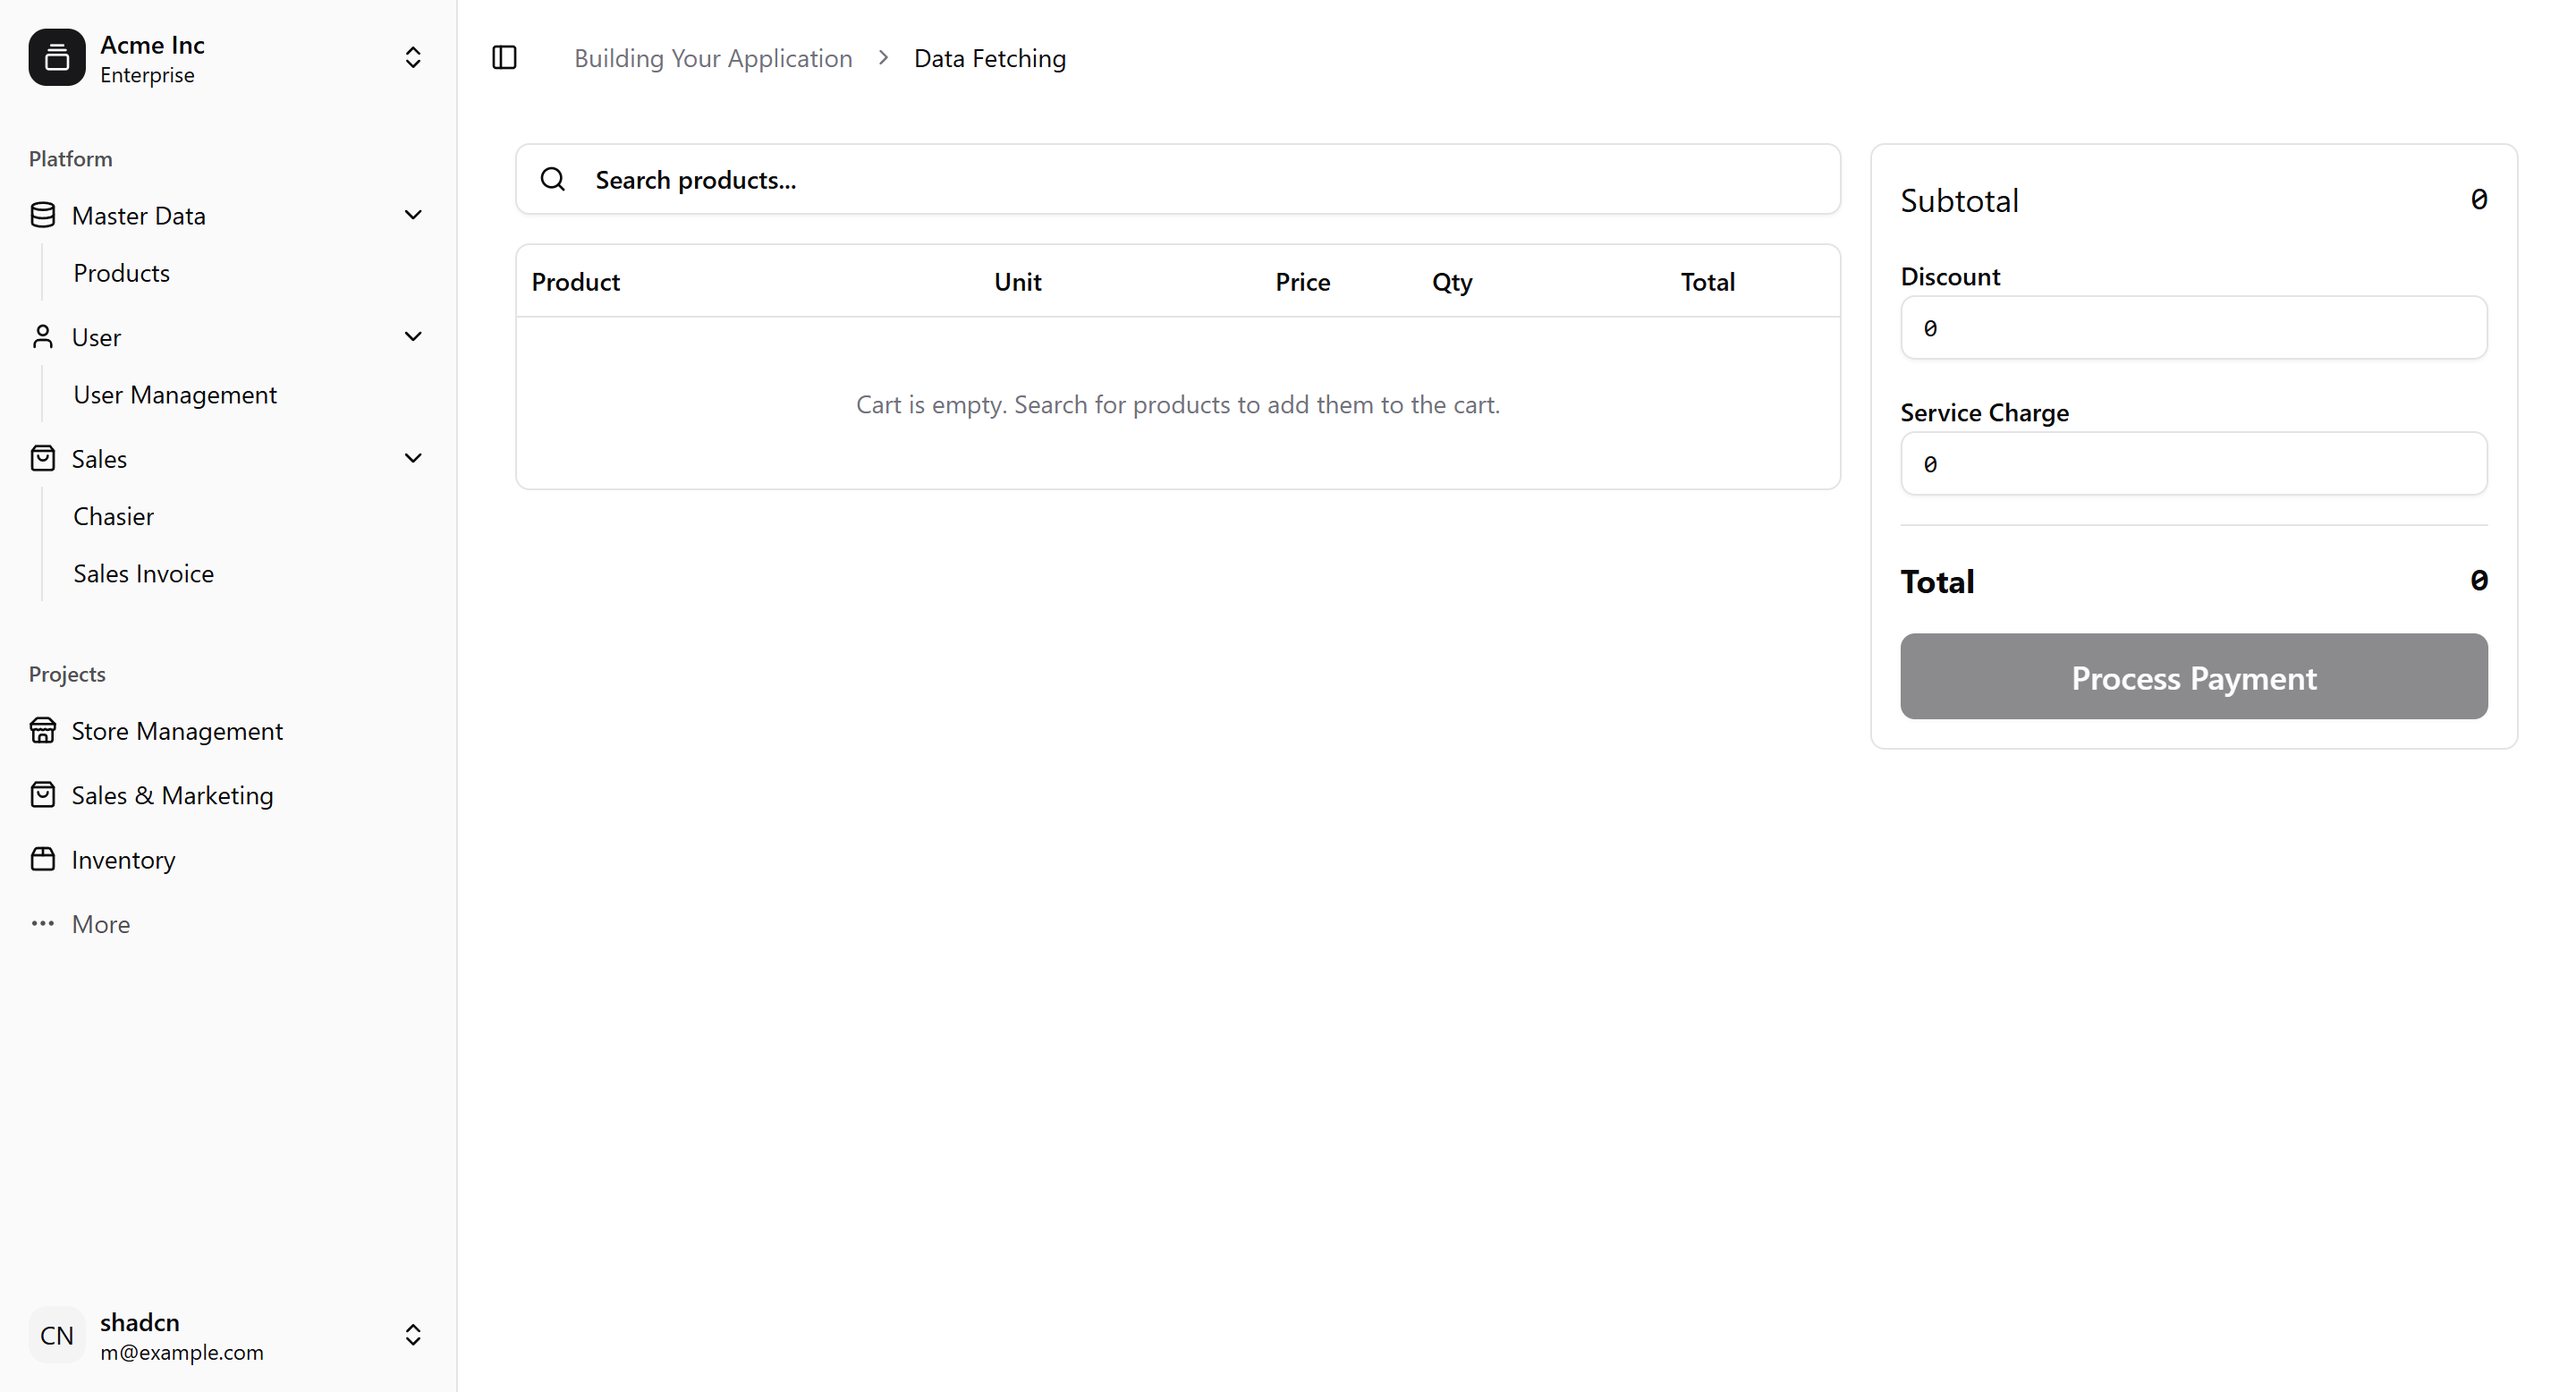 Acme Inc
Enterprise
Platform
Master Data
Products
User
User Management
Sales
Chasier
Sales Invoice
Projects
Store Management
Sales & Marketing
Inventory
More
CN
shadcn
m@example.com
Building Your Application > Data Fetching
Search products...
Product Unit Price Qty Total
Cart is empty. Search for products to add them to the cart.
Subtotal 0
Discount
0
Service Charge
0
Total 0
Process Payment